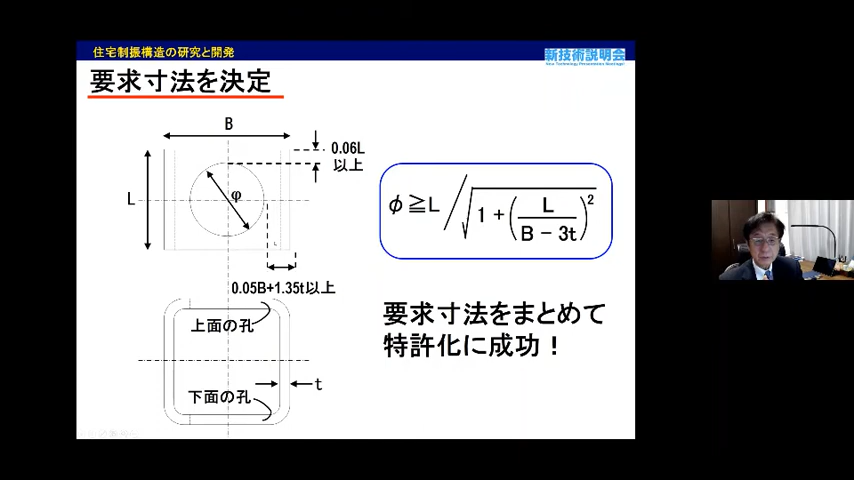 住宅制振構造の研究と開発
新技術説明会
New Technology Presentation Meetings!
要求寸法を決定
B
0.06L
以上
L
φ
φ≧L/√1+(L/B-3t)²
0.05B+1.35t以上
上面の孔
要求寸法をまとめて
特許化に成功！
t
下面の孔